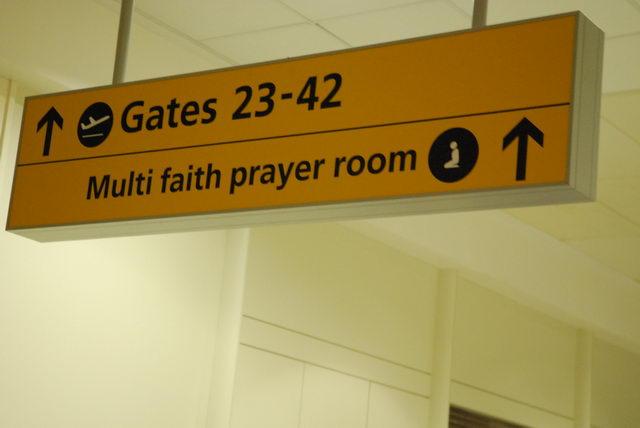 Gates 23-42
Multi faith prayer room